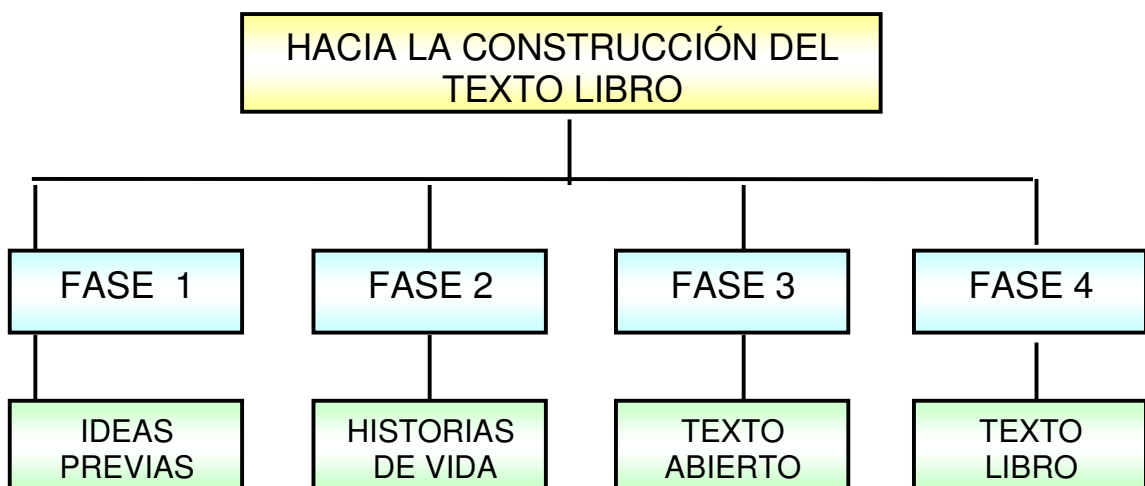 HACIA LA CONSTRUCCIÓN DEL
TEXTO LIBRO
FASE 1
FASE 2
FASE 3
FASE 4
IDEAS
PREVIAS
HISTORIAS
DE VIDA
TEXTO
ABIERTO
TEXTO
LIBRO